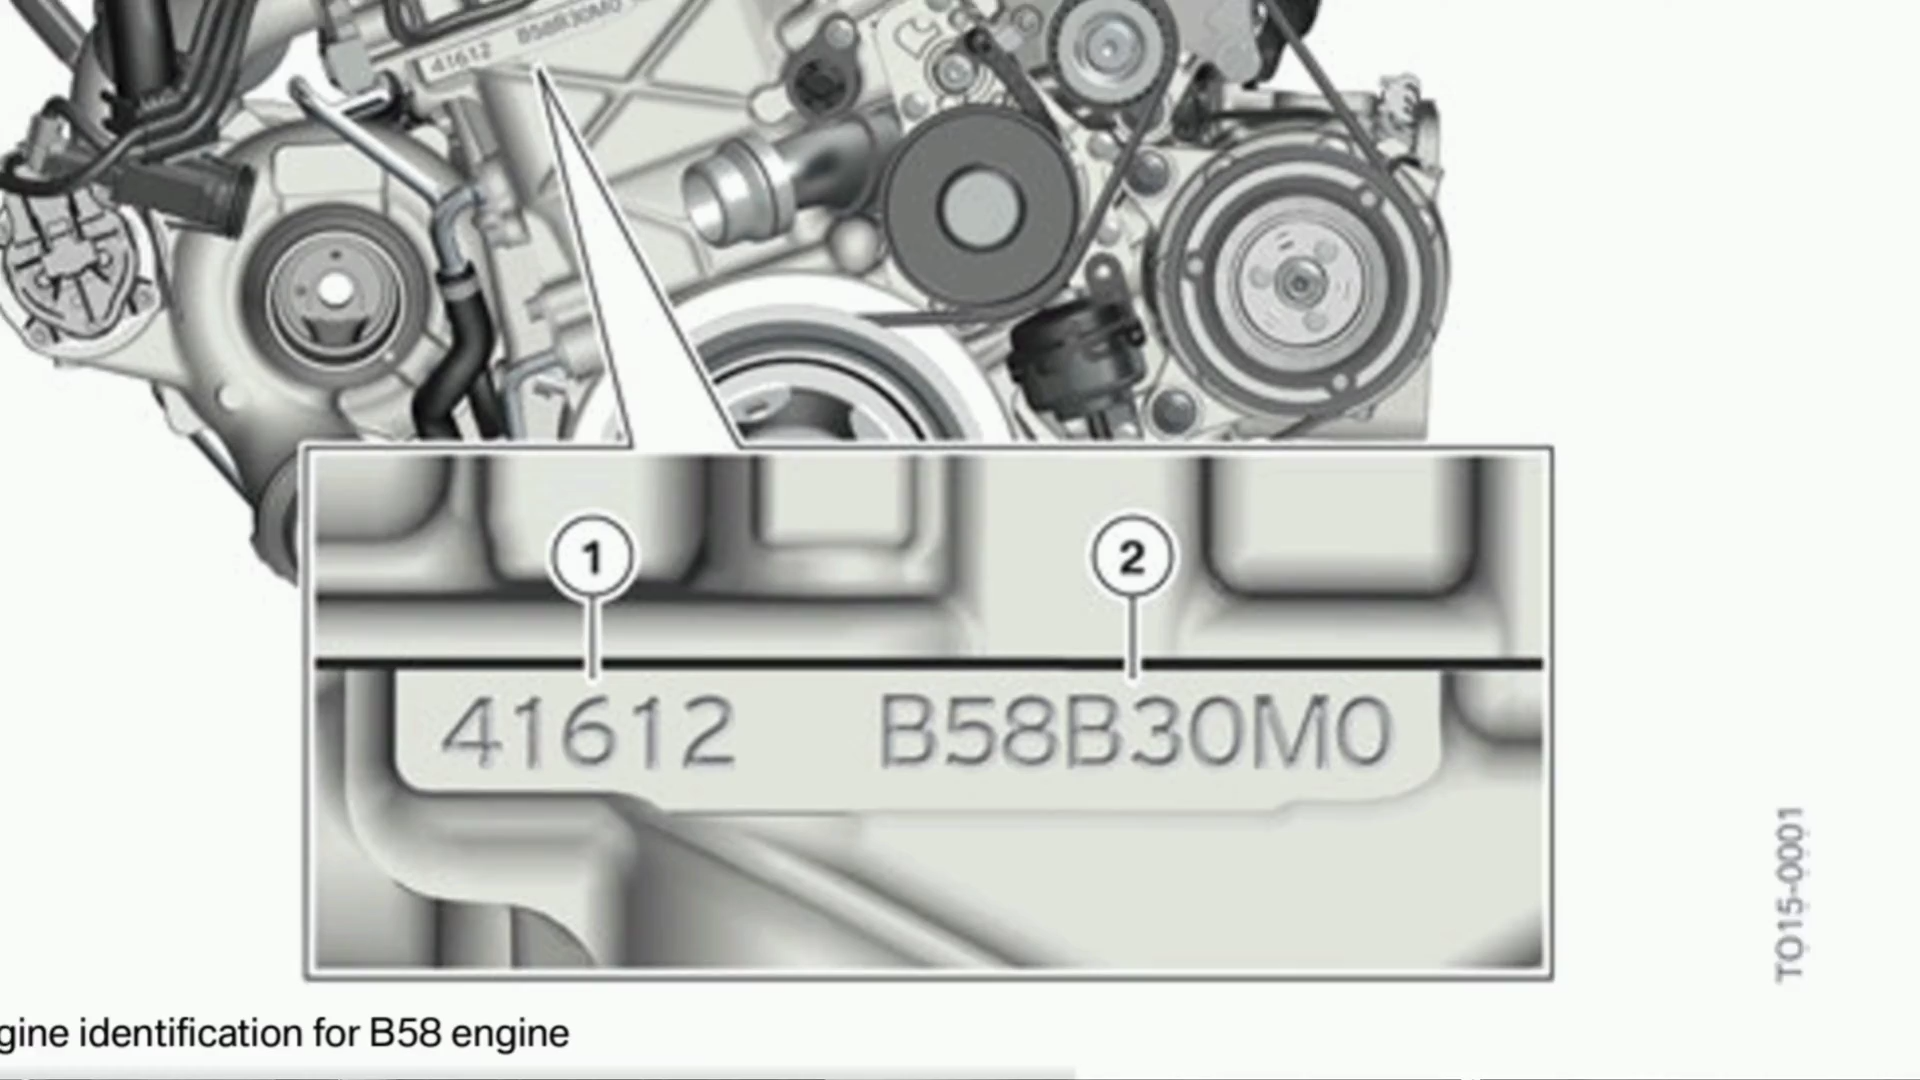 41612 B58B30M0
1
2
41612 B58B30M0
TO15-0001
gine identification for B58 engine